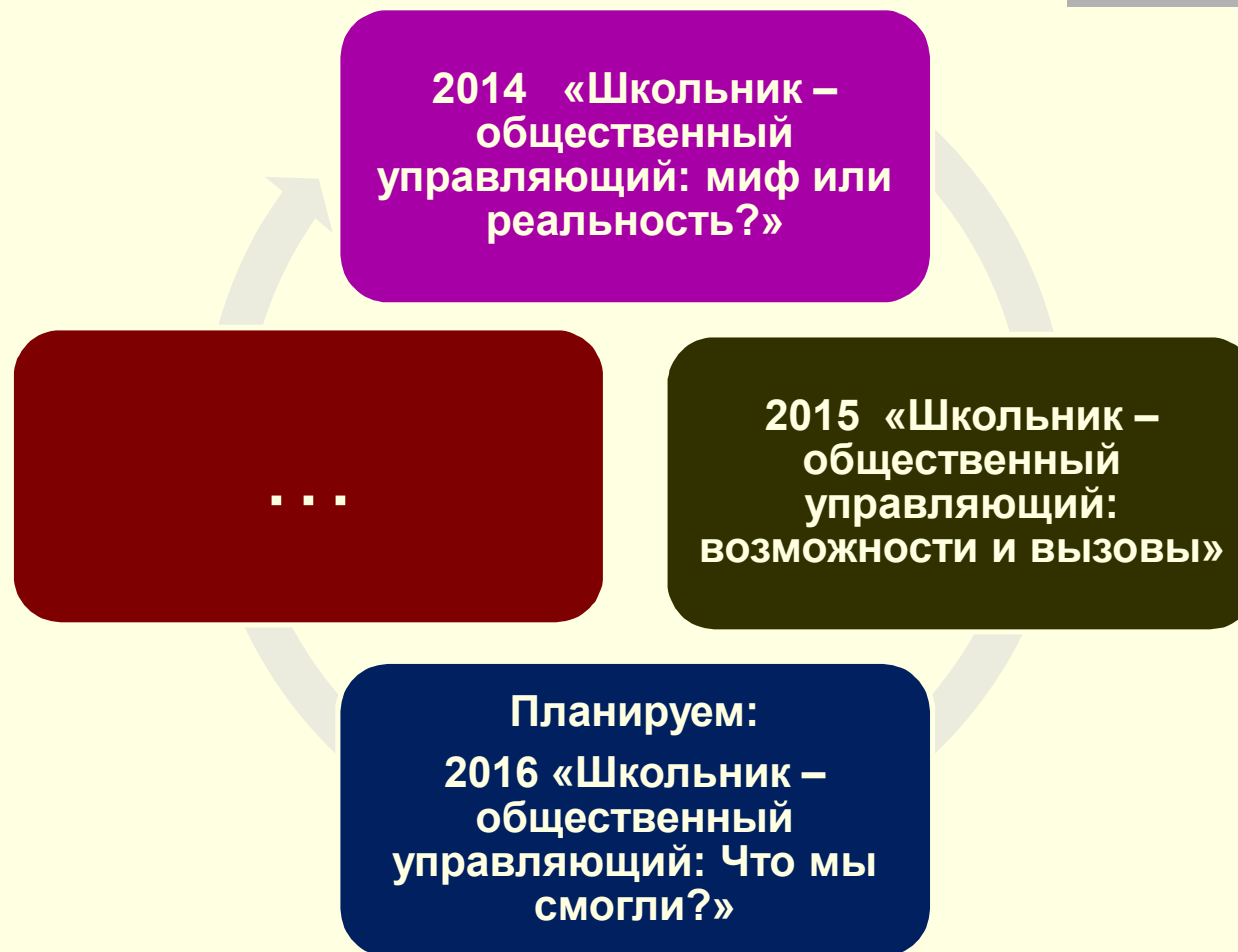 2014 «Школьник –
общественный
управляющий: миф или
реальность?»
2015 «Школьник –
общественный
управляющий:
возможности и вызовы»
Планируем:
2016 «Школьник –
общественный
управляющий: Что мы
смогли?»
. . .